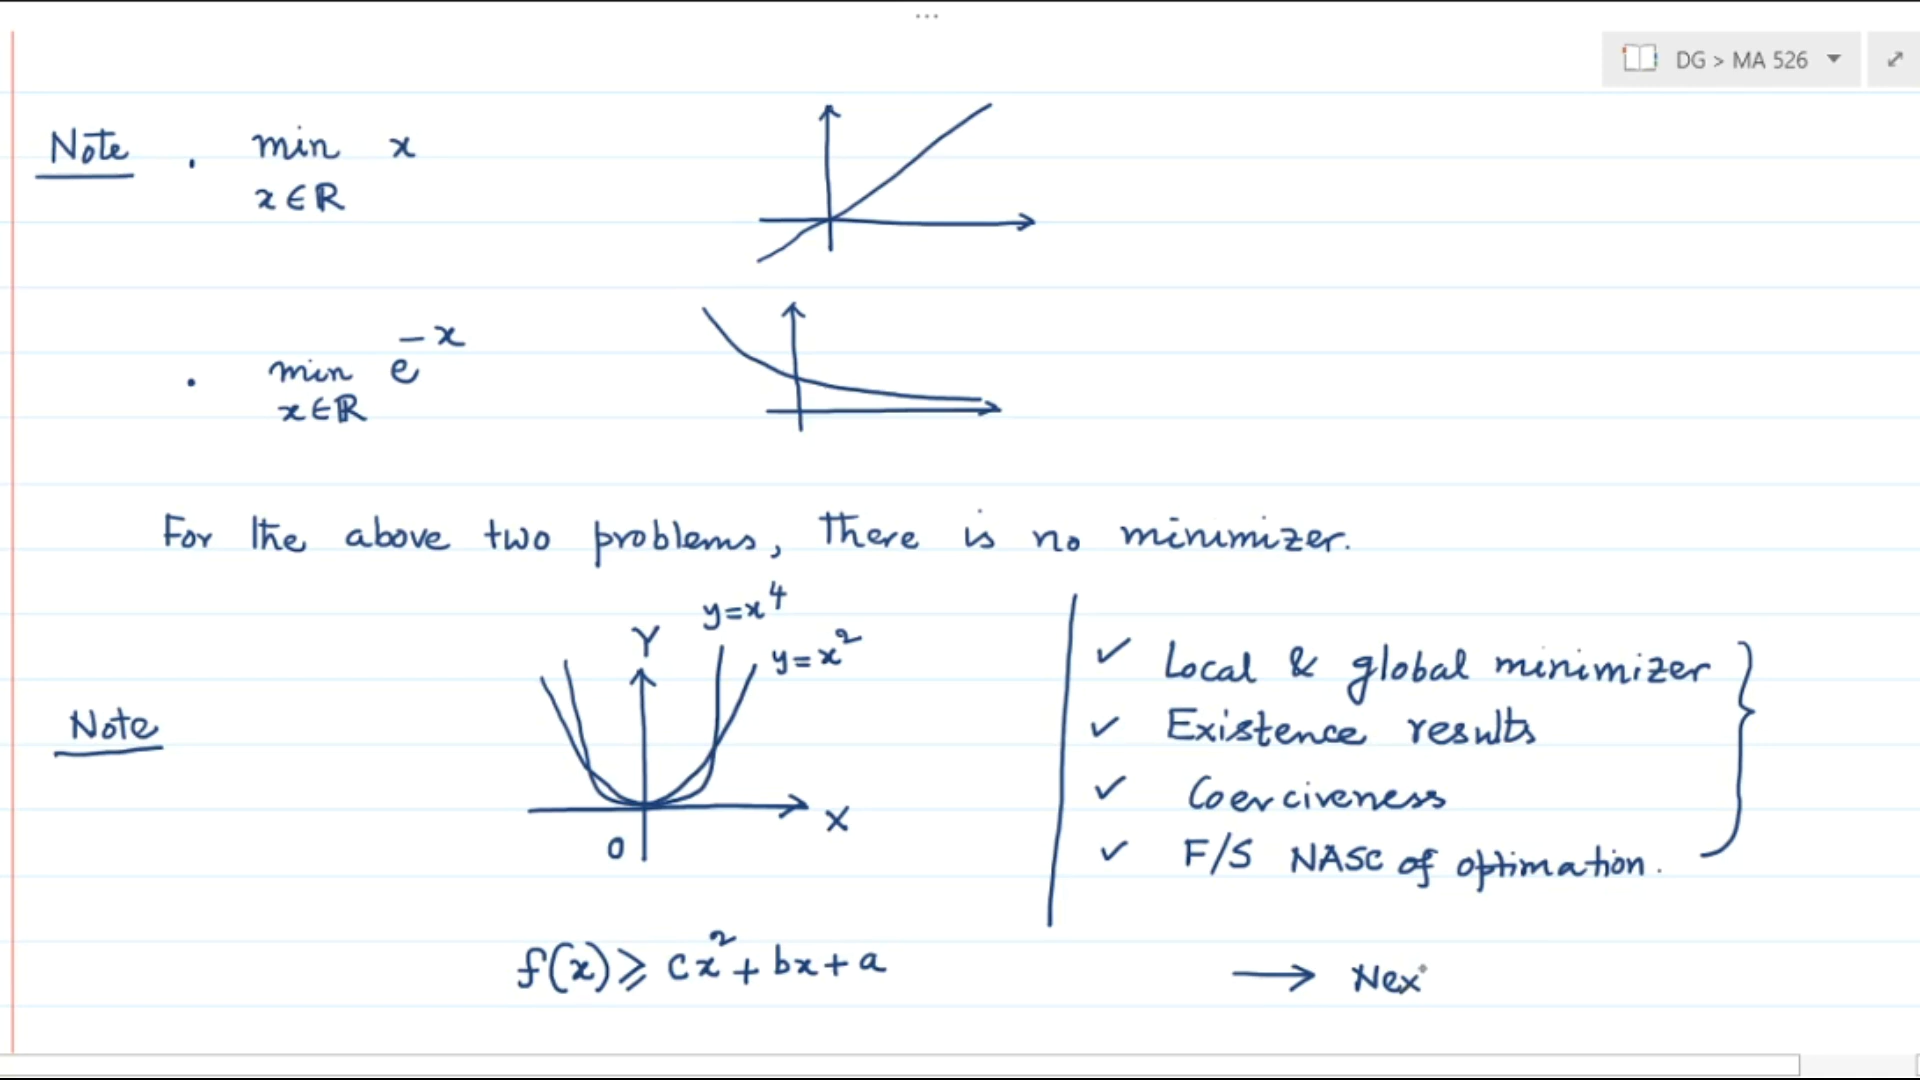 DG > MA 526
Note . min x
x∈R
. min e^-x
x∈R
For the above two problems, there is no minimizer.
y=x^4
Y
y=x^2
Note
X
0
f(x)⩾ cx^2+ bx+ a
✓ Local & global minimizer
✓ Existence results
✓ Coerciveness
✓ F/S NASC of optimation.
→ Nex